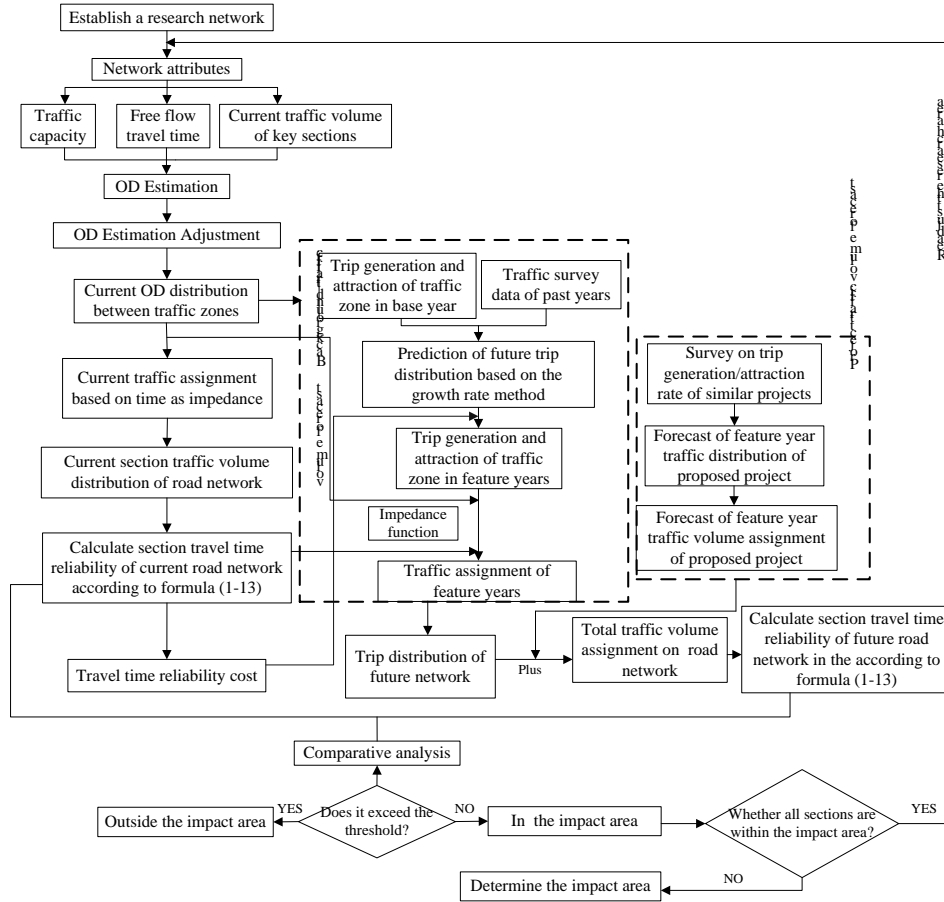 Establish a research network
Network attributes
Traffic
capacity
Free flow
travel time
Current traffic volume
of key sections
OD Estimation
OD Estimation Adjustment
Current OD distribution
between traffic zones
Current traffic assignment
based on time as impedance
Current section traffic volume
distribution of road network
Calculate section travel time
reliability of current road network
according to formula (1-13)
Travel time reliability cost
Trip generation and
attraction of traffic
zone in base year
Traffic survey
data of past years
Prediction of future trip
distribution based on the
growth rate method
Trip generation and
attraction of traffic
zone in feature years
Impedance
function
Traffic assignment of
feature years
Survey on trip
generation/attraction
rate of similar projects
Forecast of feature year
traffic distribution of
proposed project
Forecast of feature year
traffic volume assignment
of proposed project
Trip distribution of
future network
Plus
Total traffic volume
assignment on road
network
Calculate section travel time
reliability of future road
network in the according to
formula (1-13)
Comparative analysis
Does it exceed the
threshold?
YES
NO
Outside the impact area
In the impact area
Whether all sections are
within the impact area?
YES
NO
Determine the impact area